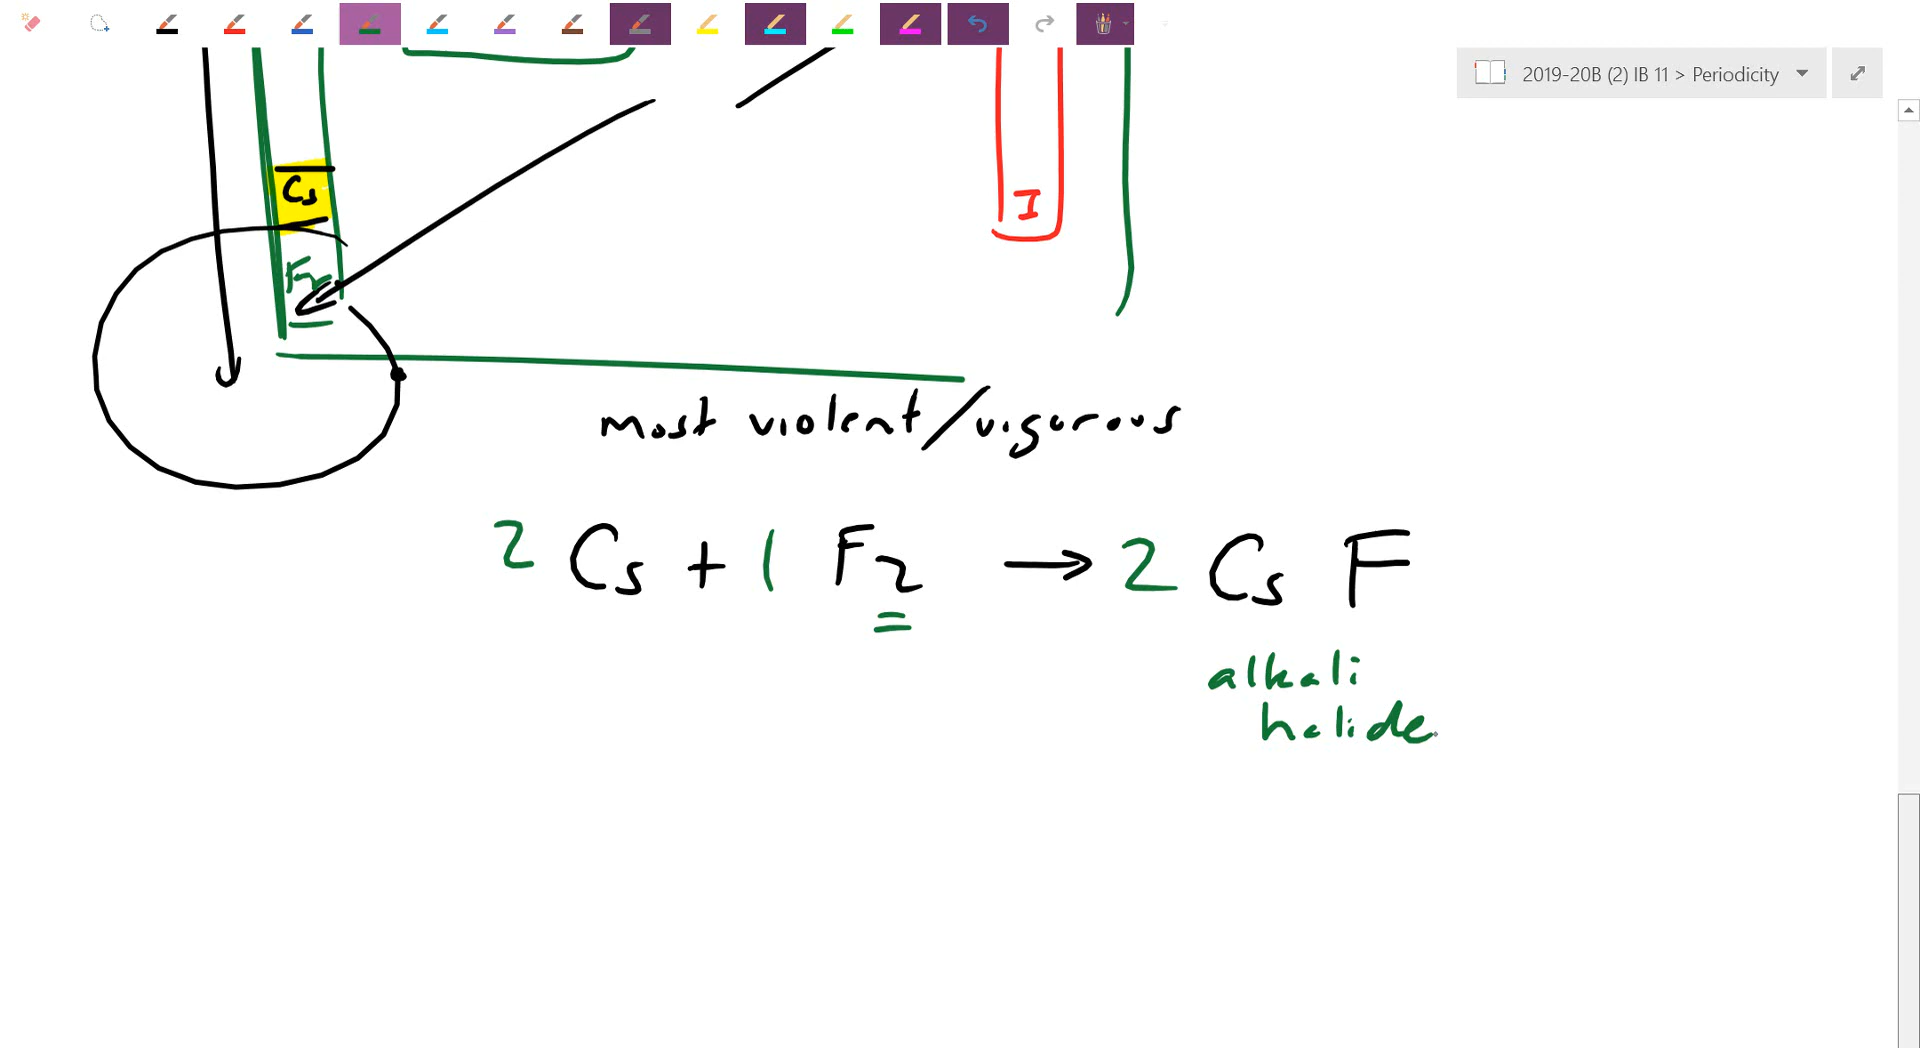 2019-20B (2) IB 11 > Periodicity
Cs
I
Fr
most violent/vigorous
2 Cs + 1 F2 → 2 Cs F
alkali
halide